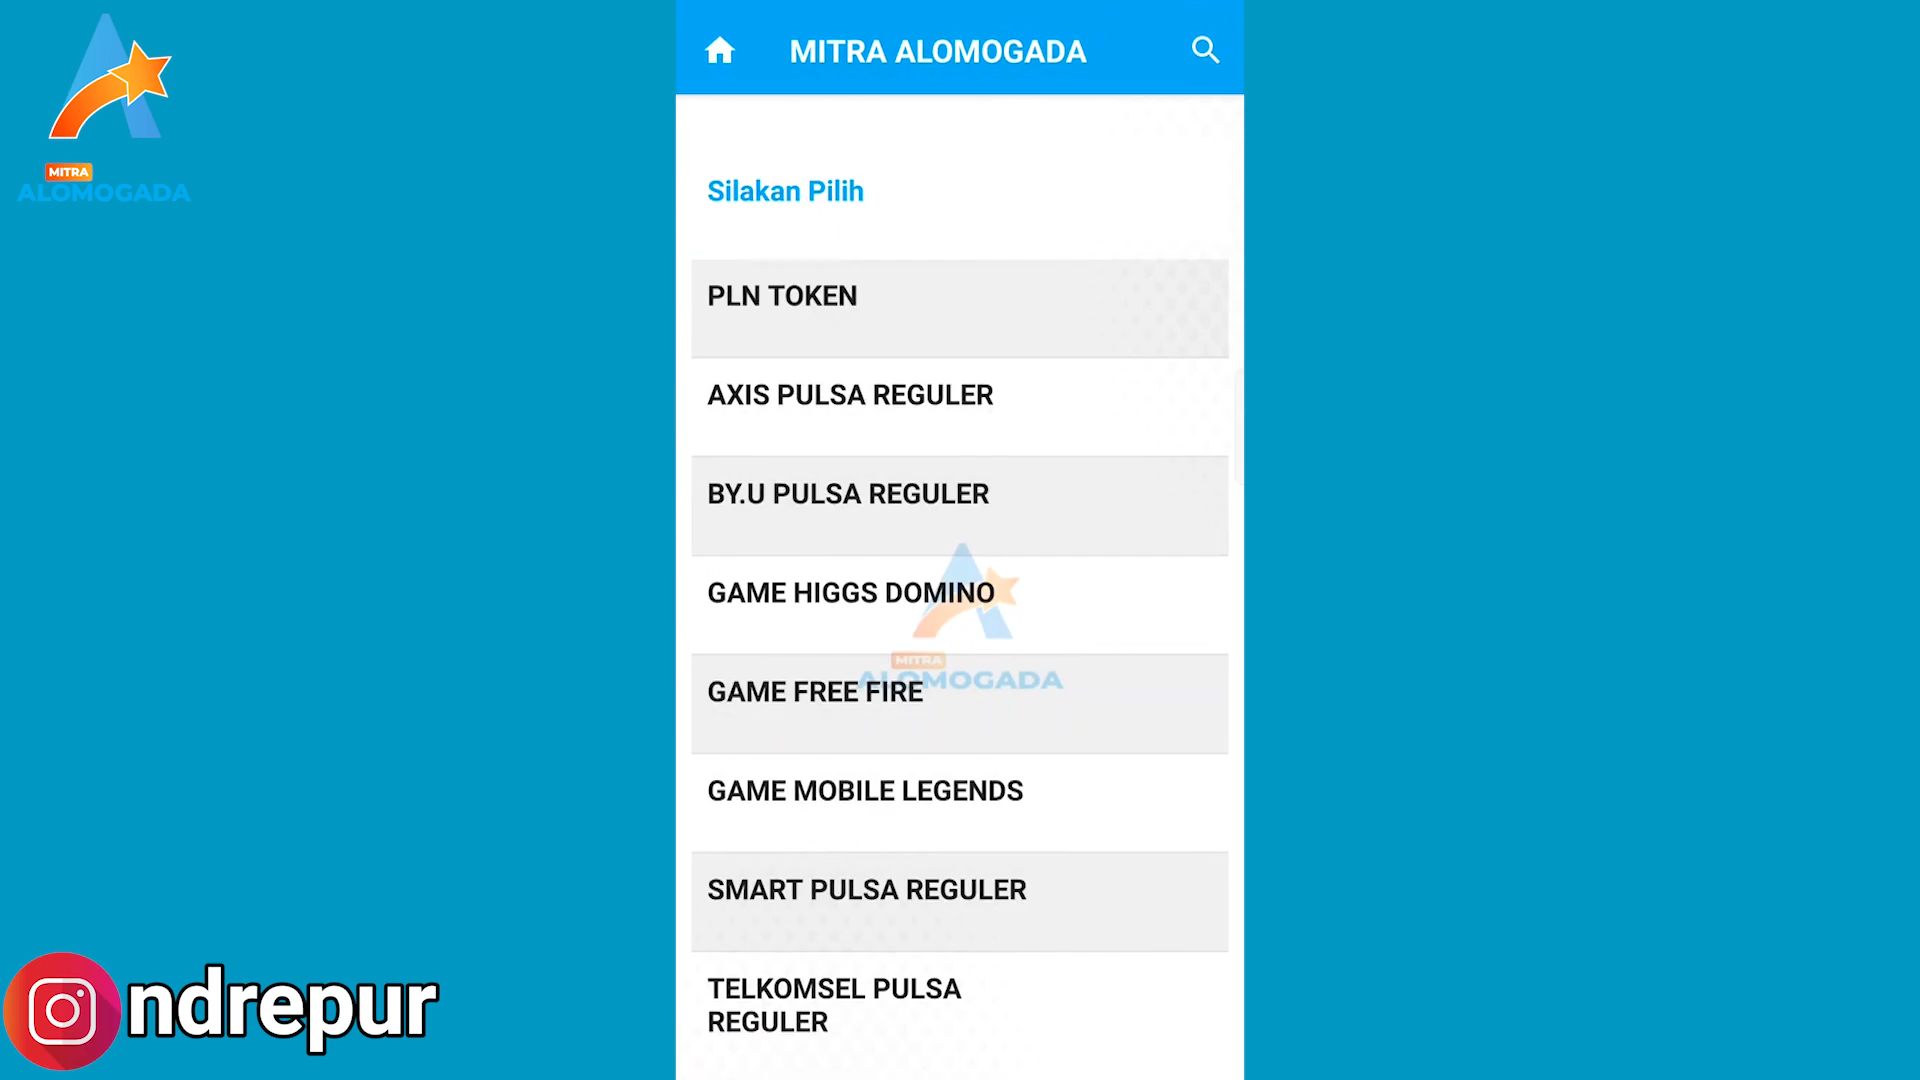 MITRA
ALOMOGADA
MITRA ALOMOGADA
Silakan Pilih
PLN TOKEN
AXIS PULSA REGULER
BY.U PULSA REGULER
GAME HIGGS DOMINO
MITRA
ALOMOGADA
GAME FREE FIRE
GAME MOBILE LEGENDS
SMART PULSA REGULER
TELKOMSEL PULSA
REGULER
ndrepur